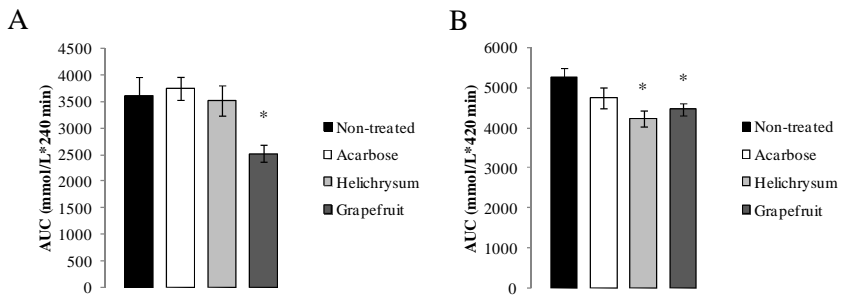 A
AUC (mmol/L*240 min)
4500
4000
3500
3000
2500
2000
1500
1000
500
0
*
Non-treated
Acarbose
Helichrysum
Grapefruit
B
AUC (mmol/L*420 min)
6000
5000
4000
3000
2000
1000
0
* *
Non-treated
Acarbose
Helichrysum
Grapefruit